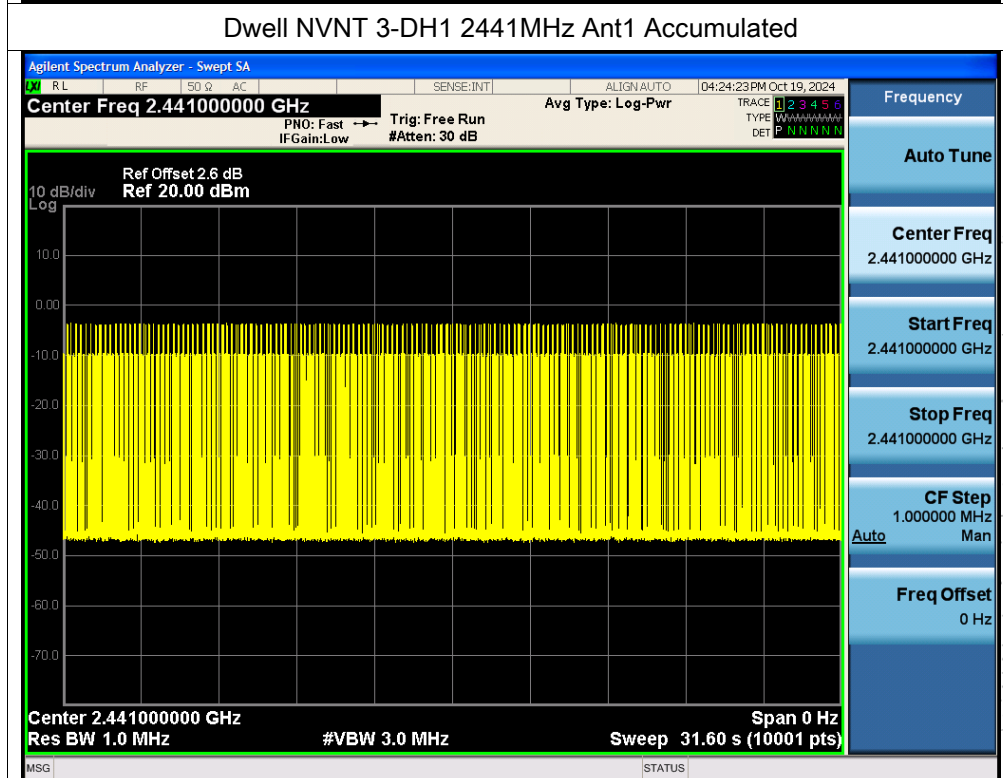 Dwell NVNT 3-DH1 2441MHz Ant1 Accumulated
Agilent Spectrum Analyzer - Swept SA
LXI RL RF 50 Ω AC SENSE:INT ALIGNAUTO 04:24:23 PM Oct 19, 2024
Center Freq 2.441000000 GHz Avg Type: Log-Pwr TRACE 1 2 3 4 5 6
PNO: Fast Trig: Free Run TYPE WWWWWW
IFGain:Low #Atten: 30 dB DET P N N N N N
Frequency
Ref Offset 2.6 dB
10 dB/div Ref 20.00 dBm
Log
10.0
0.00
-10.0
-20.0
-30.0
-40.0
-50.0
-60.0
-70.0
Center 2.441000000 GHz Span 0 Hz
Res BW 1.0 MHz #VBW 3.0 MHz Sweep 31.60 s (10001 pts)
MSG STATUS
Auto Tune
Center Freq
2.441000000 GHz
Start Freq
2.441000000 GHz
Stop Freq
2.441000000 GHz
CF Step
1.000000 MHz
Auto Man
Freq Offset
0 Hz